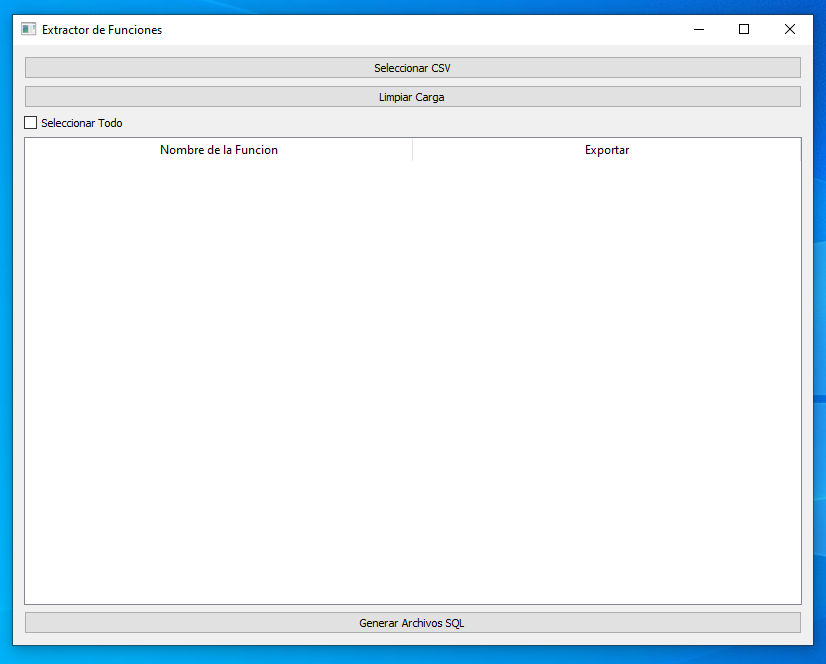 Extractor de Funciones
Seleccionar CSV
Limpiar Carga
Seleccionar Todo
Nombre de la Funcion Exportar
Generar Archivos SQL